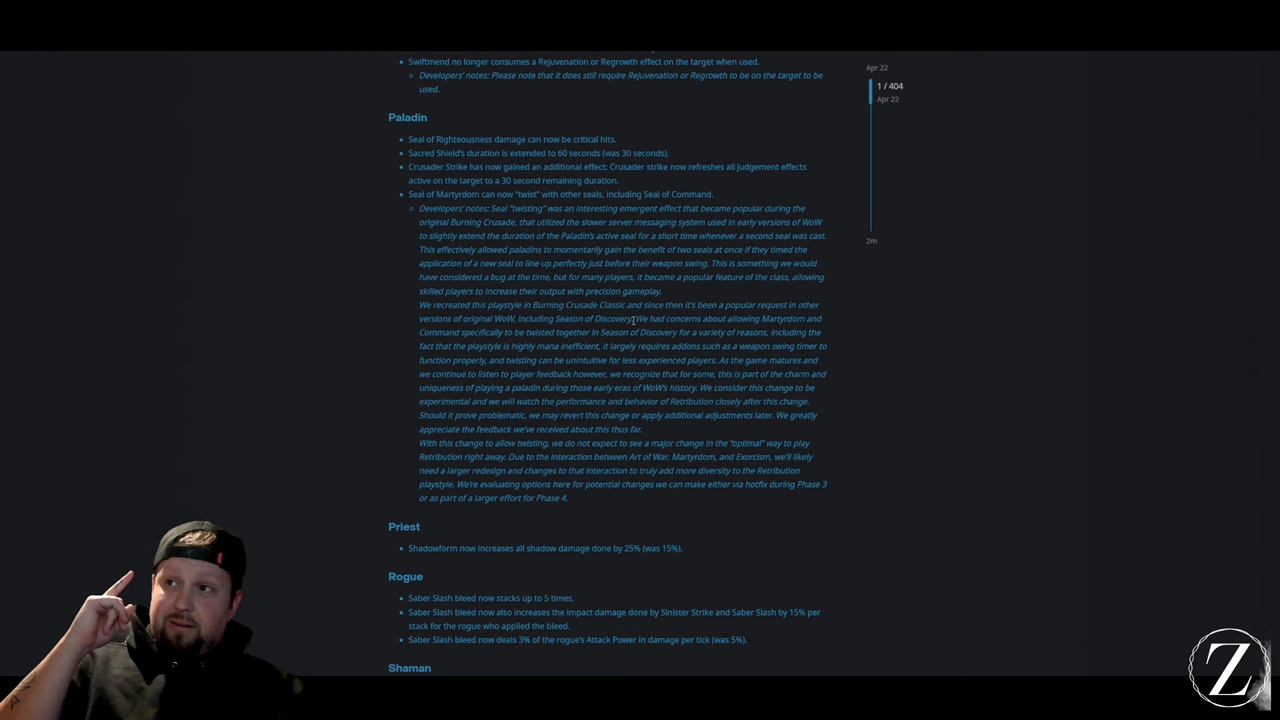 Swiftmend no longer consumes a Rejuvenation or Regrowth effect on the target when used.
Developers' notes: Please note that it does still require Rejuvenation or Regrowth to be on the target to be
used.
Paladin
Seal of Righteousness damage can now be critical hits.
Sacred Shield's duration is extended to 60 seconds (was 30 seconds).
Crusader Strike has now gained an additional effect: Crusader strike now refreshes all judgement effects
active on the target to a 30 second remaining duration.
Seal of Martyrdom can now "twist" with other seals, including Seal of Command.
Developers' notes: Seal "twisting" was an interesting emergent effect that became popular during the
original Burning Crusade, that utilized the slower server messaging system used in early versions of WoW
to slightly extend the duration of the Paladin's active seal for a short time whenever a second seal was cast.
This effectively allowed paladins to momentarily gain the benefit of two seals at once if they timed the
application of a new seal to line up perfectly just before their weapon swing. This is something we would
have considered a bug at the time, but for many players, it became a popular feature of the class, allowing
skilled players to increase their output with precision gameplay.
We recreated this playstyle in Burning Crusade Classic and since then it's been a popular request in other
versions of original WoW, including Season of Discovery. We had concerns about allowing Martyrdom and
Command specifically to be twisted together in Season of Discovery for a variety of reasons, including the
fact that the playstyle is highly mana inefficient, it largely requires addons such as a weapon swing timer to
function properly, and twisting can be unintuitive for less experienced players. As the game matures and
we continue to listen to player feedback however, we recognize that for some, this is part of the charm and
uniqueness of playing a paladin during those early eras of WoW's history. We consider this change to be
experimental and we will watch the performance and behavior of Retribution closely after this change.
Should it prove problematic, we may revert this change or apply additional adjustments later. We greatly
appreciate the feedback we've received about this thus far.
With this change to allow twisting, we do not expect to see a major change in the "optimal" way to play
Retribution right away. Due to the interaction between Art of War, Martyrdom, and Exorcism, we'll likely
need a larger redesign and changes to that interaction to truly add more diversity to the Retribution
playstyle. We're evaluating options here for potential changes we can make either via hotfix during Phase 3
or as part of a larger effort for Phase 4.
Priest
Shadowform now increases all shadow damage done by 25% (was 15%).
Rogue
Saber Slash bleed now stacks up to 5 times.
Saber Slash bleed now also increases the impact damage done by Sinister Strike and Saber Slash by 15% per
stack for the rogue who applied the bleed.
Saber Slash bleed now deals 3% of the rogue's Attack Power in damage per tick (was 5%).
Shaman
Apr 22
1 / 404
Apr 22
2m
Z